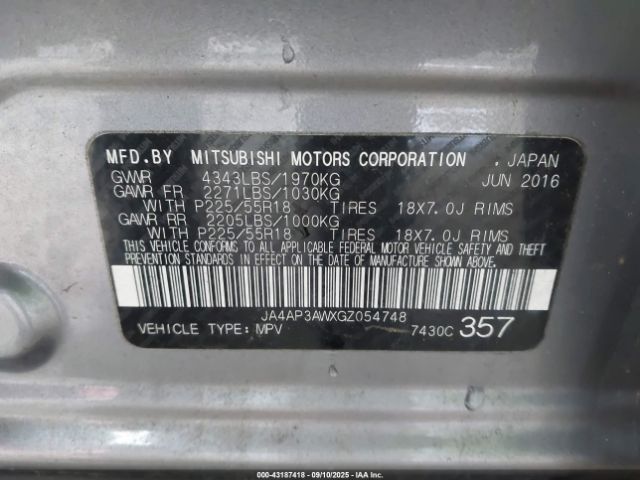 MFD.BY MITSUBISHI MOTORS CORPORATION . JAPAN
GVWR 4343LBS/1970KG JUN 2016
GAWR FR 2271LBS/1030KG
WITH P225/55R18 TIRES 18X7.0J RIMS
GAWR RR 2205LBS/1000KG
WITH P225/55R18 TIRES 18X7.0J RIMS
THIS VEHICLE CONFORMS TO ALL APPLICABLE FEDERAL MOTOR VEHICLE SAFETY AND THEFT
PREVENTION STANDARDS IN EFFECT ON THE DATE OF MANUFACTURE SHOWN ABOVE.
JA4AP3AWXGZ054748
VEHICLE TYPE: MPV 7430C 357
000-43187418 - 09/10/2025 - IAAI.COM